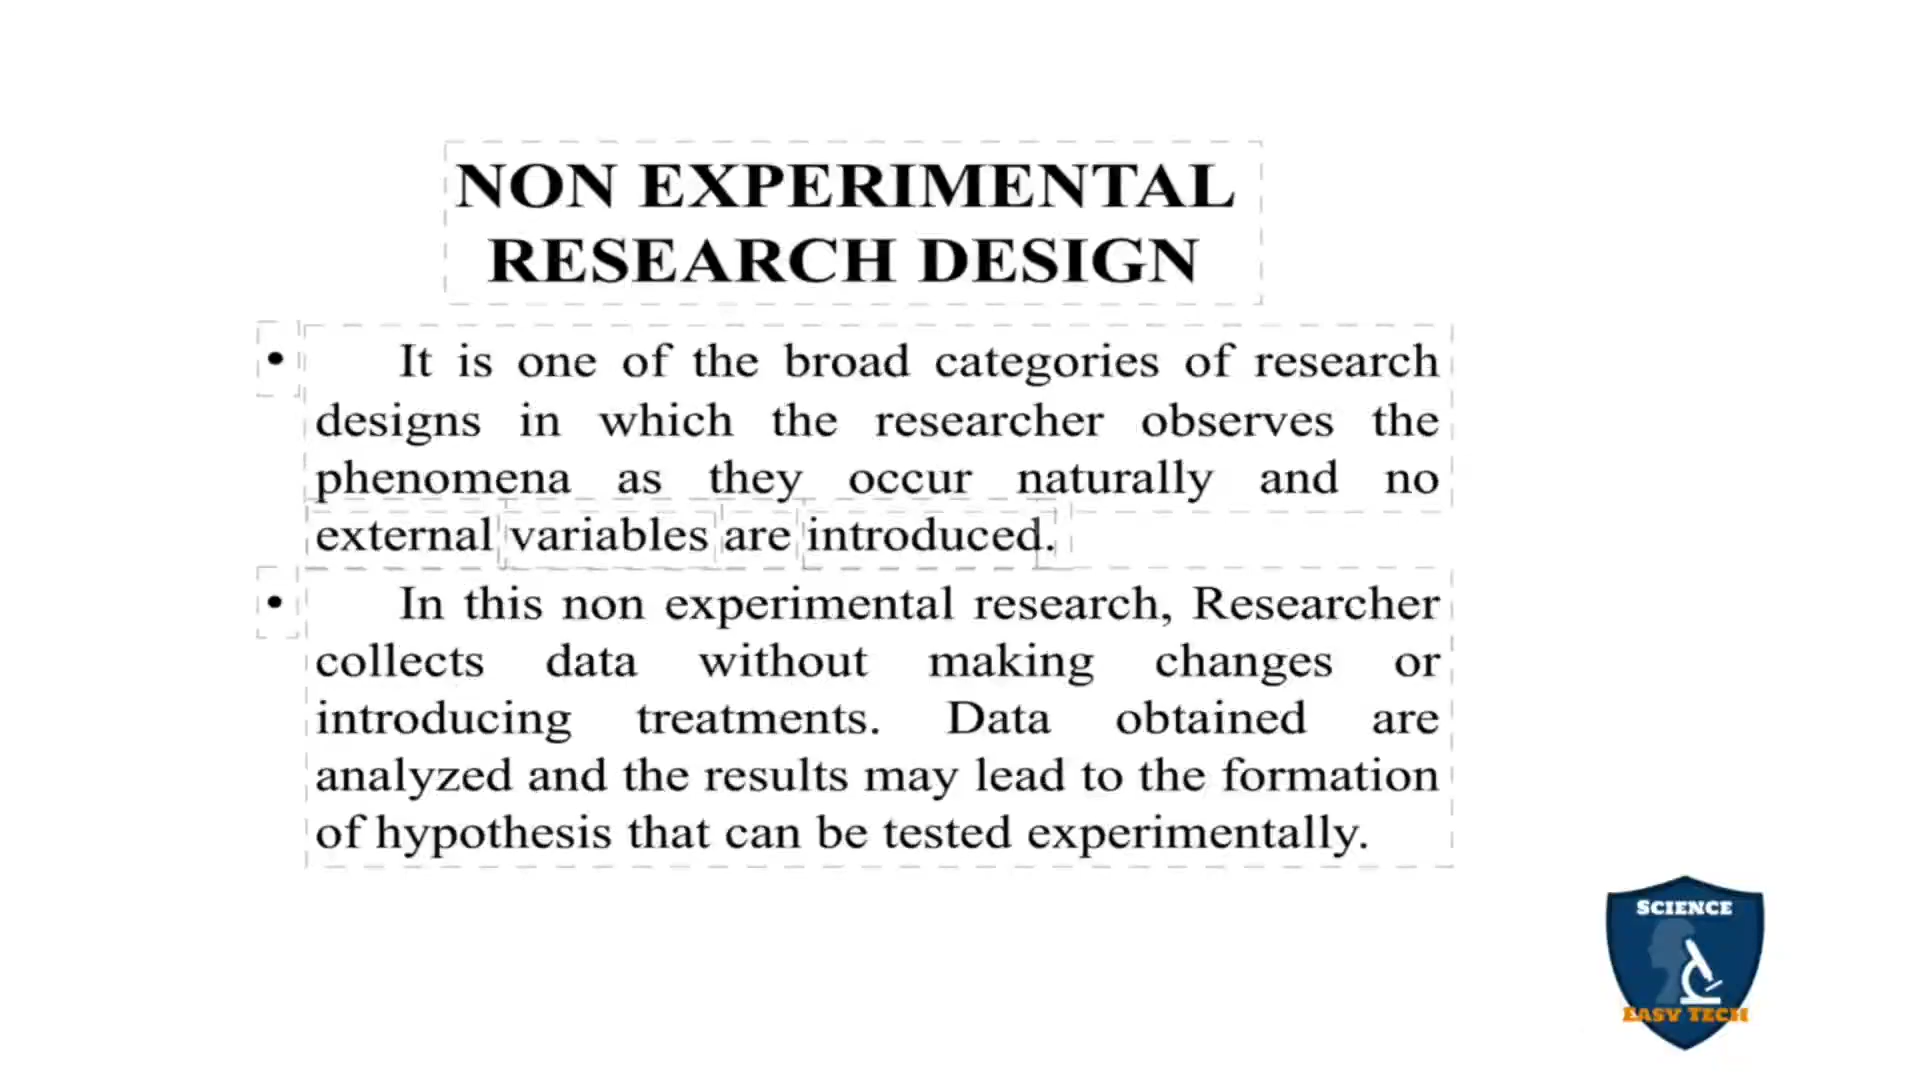 NON EXPERIMENTAL
RESEARCH DESIGN
• It is one of the broad categories of research
designs in which the researcher observes the
phenomena as they occur naturally and no
external variables are introduced.
• In this non experimental research, Researcher
collects data without making changes or
introducing treatments. Data obtained are
analyzed and the results may lead to the formation
of hypothesis that can be tested experimentally.
SCIENCE
EASY TECH